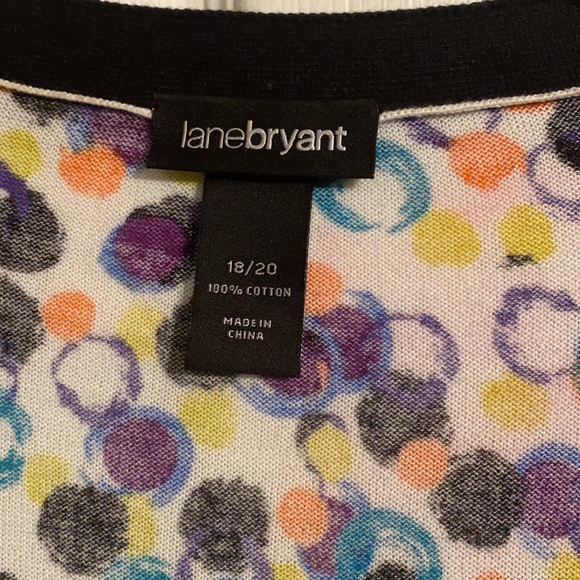 lanebryant
18/20
100% COTTON
MADE IN
CHINA